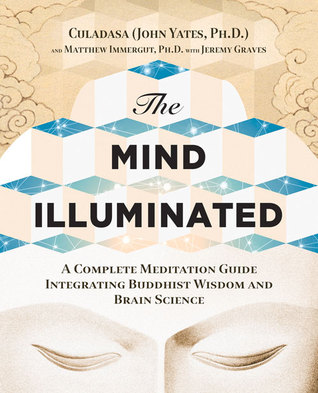 CULADASA (JOHN YATES, PH.D.)
AND MATTHEW IMMERGUT, PH.D. WITH JEREMY GRAVES
The
MIND
ILLUMINATED
A COMPLETE MEDITATION GUIDE
INTEGRATING BUDDHIST WISDOM AND
BRAIN SCIENCE